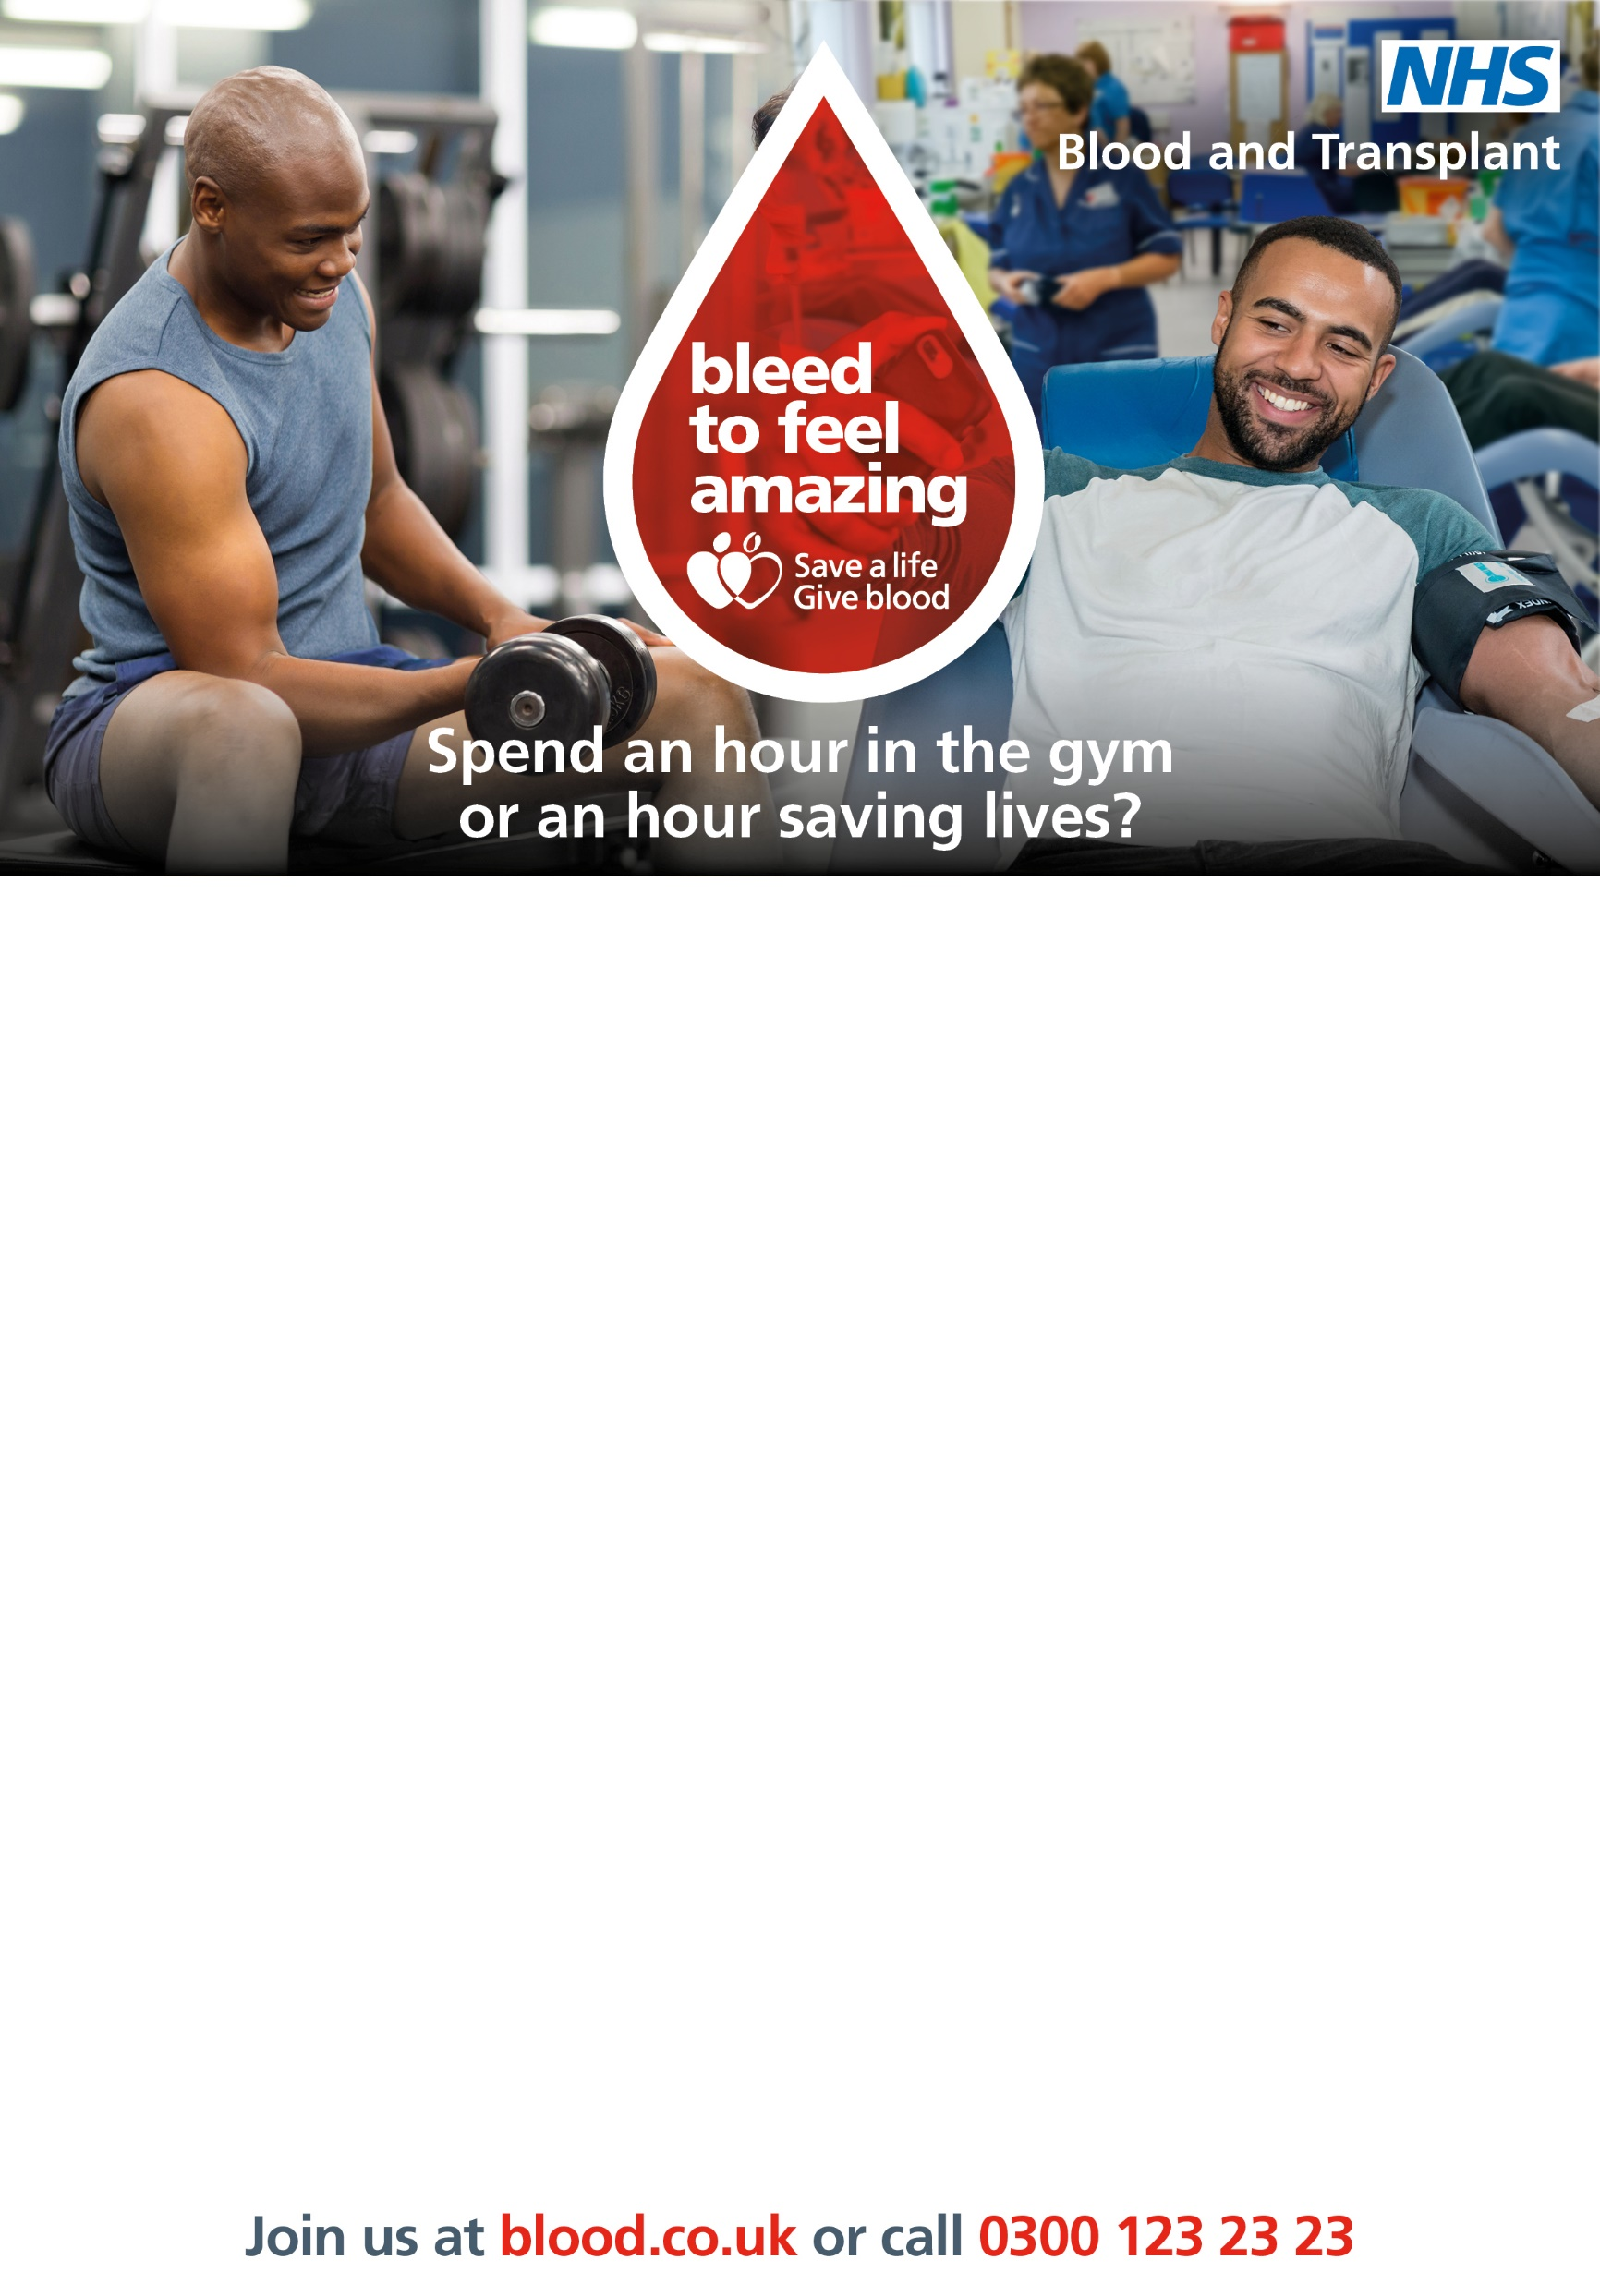 NHS
Blood and Transplant
bleed
to feel
amazing
Save a life
Give blood
Spend an hour in the gym
or an hour saving lives?
Join us at blood.co.uk or call 0300 123 23 23